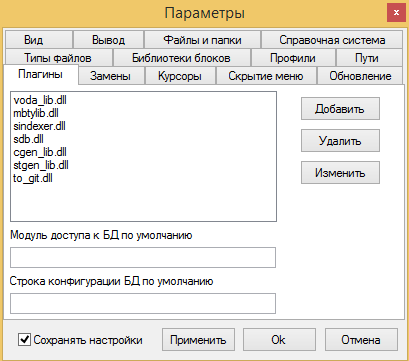 Параметры
x
Вид Вывод Файлы и папки Справочная система
Типы файлов Библиотеки блоков Профили Пути
Плагины Замены Курсоры Скрытие меню Обновление
voda_lib.dll
mbtylib.dll
sindexer.dll
sdb.dll
cgen_lib.dll
stgen_lib.dll
to_git.dll
Добавить
Удалить
Изменить
Модуль доступа к БД по умолчанию
Строка конфигурации БД по умолчанию
Сохранять настройки Применить Ok Отмена